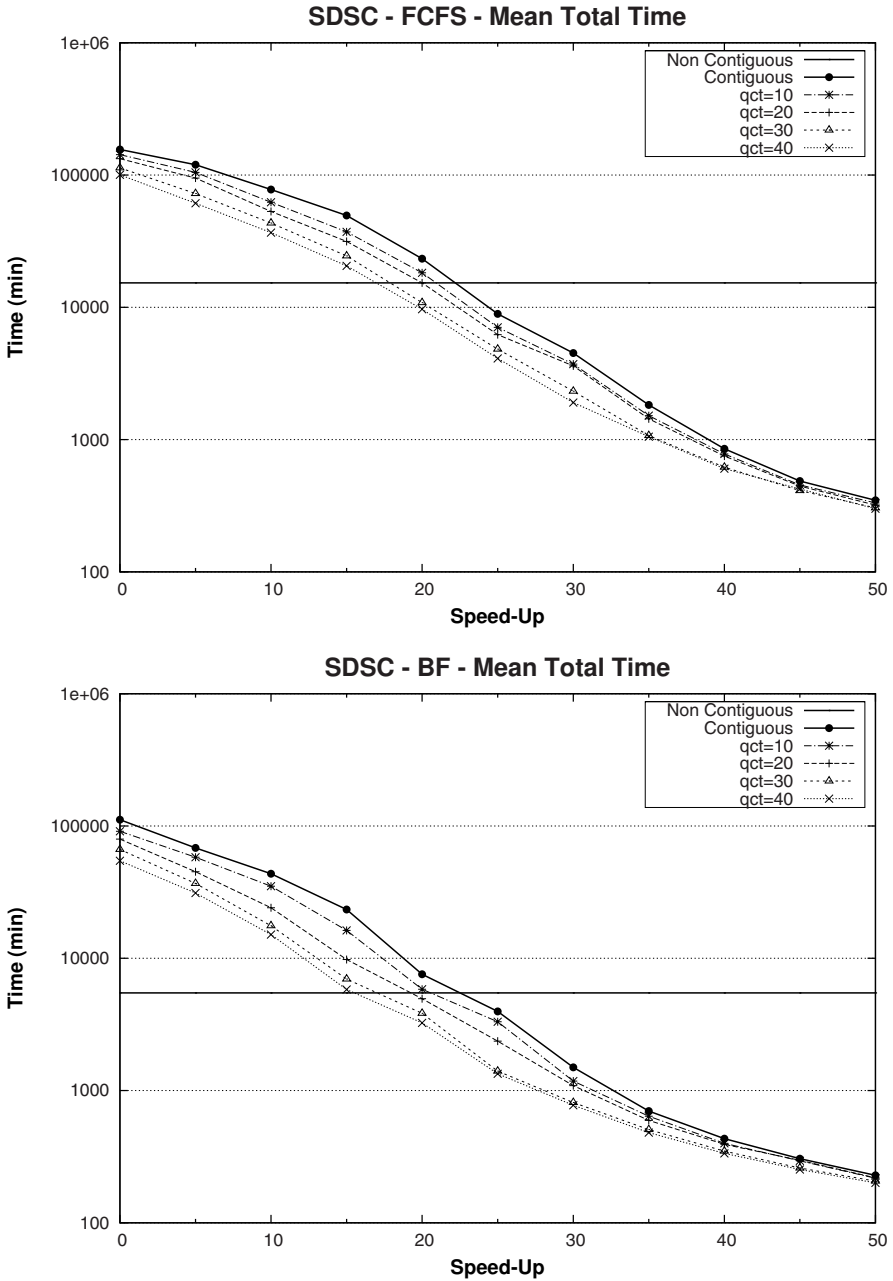 SDSC - FCFS - Mean Total Time
1e+06
100000
10000
1000
100
Time (min)
Non Contiguous
Contiguous
qct=10
qct=20
qct=30
qct=40
0 10 20 30 40 50
Speed-Up
SDSC - BF - Mean Total Time
1e+06
100000
10000
1000
100
Time (min)
Non Contiguous
Contiguous
qct=10
qct=20
qct=30
qct=40
0 10 20 30 40 50
Speed-Up